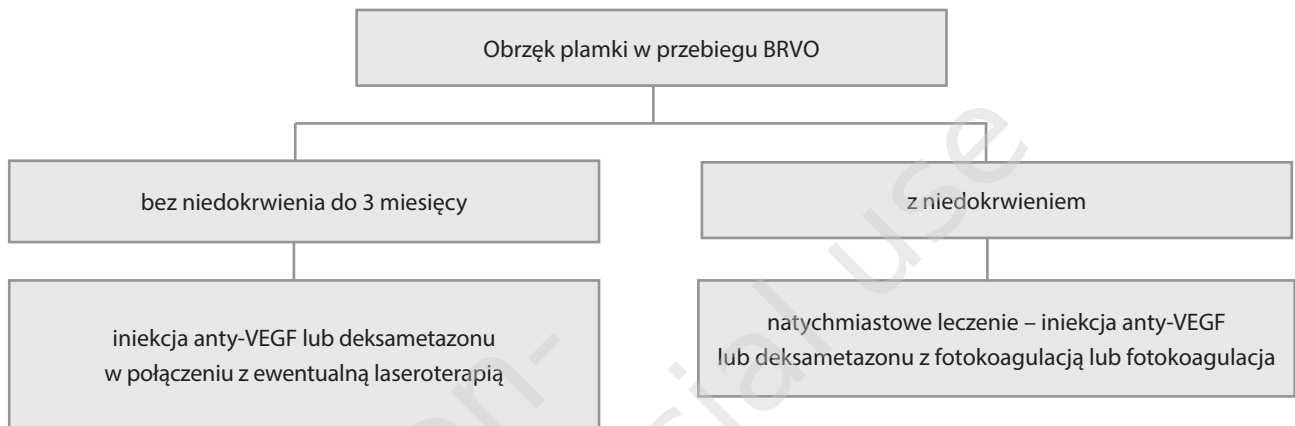 Obrzęk plamki w przebiegu BRVO
bez niedokrwienia do 3 miesięcy
z niedokrwieniem
iniekcja anty-VEGF lub deksametazonu
w połączeniu z ewentualną laseroterapią
natychmiastowe leczenie – iniekcja anty-VEGF
lub deksametazonu z fotokoagulacją lub fotokoagulacja